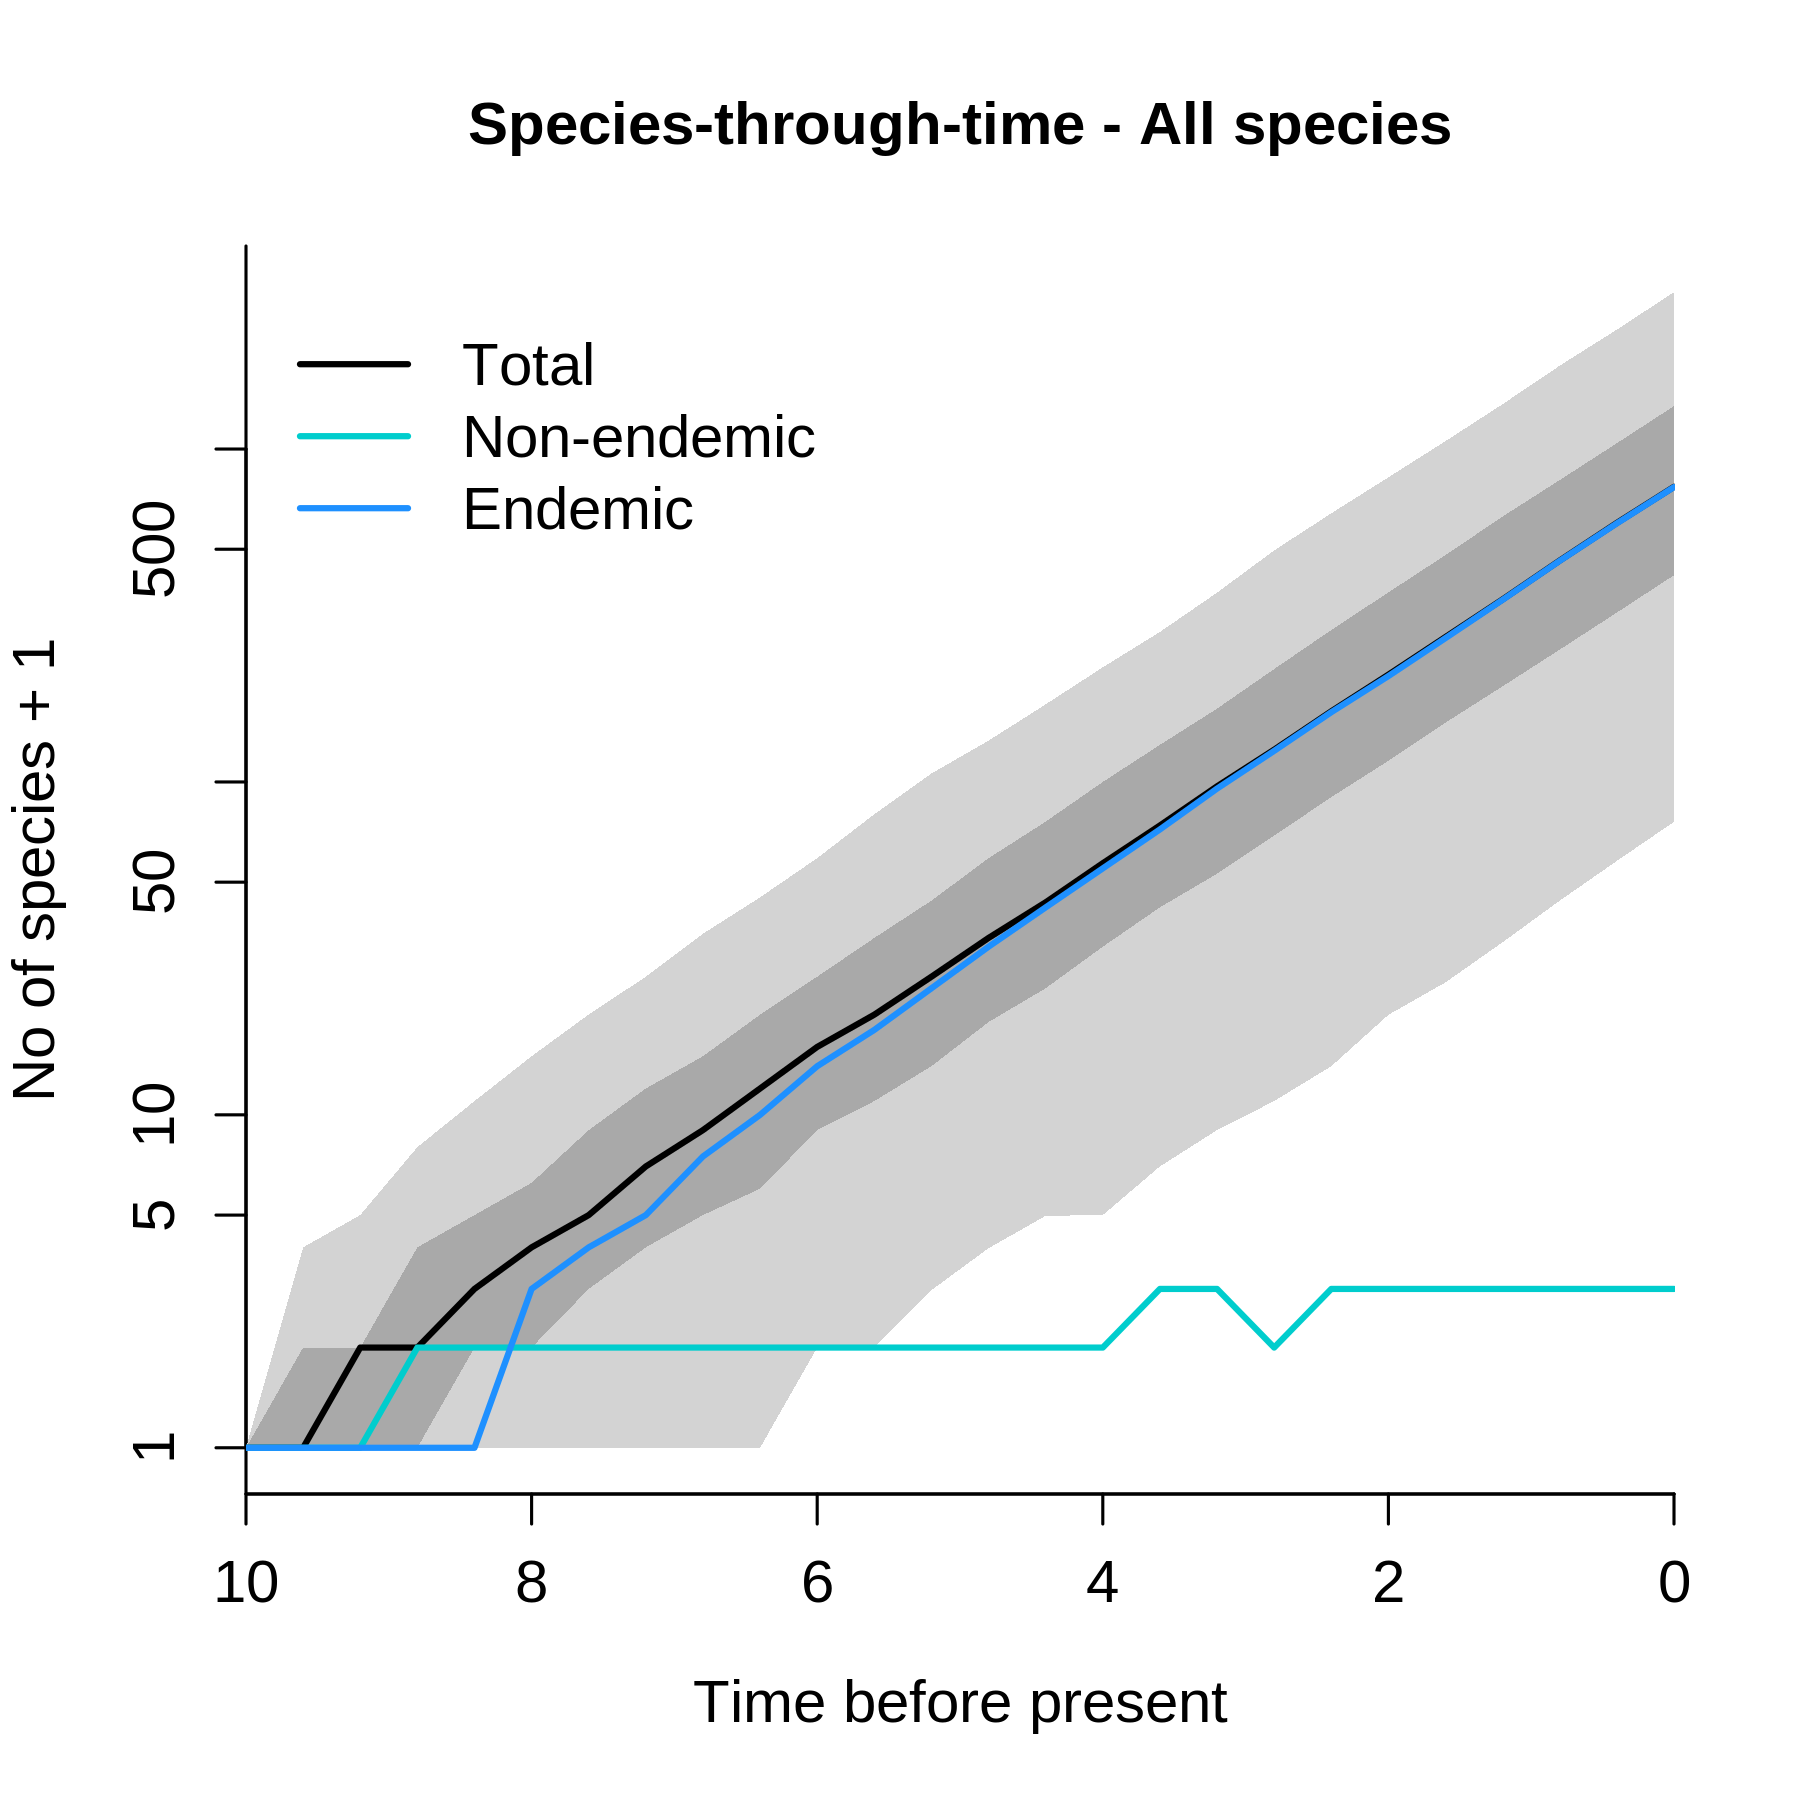 Species-through-time - All species
Total
Non-endemic
Endemic
No of species + 1
500
50
10
5
1
10 8 6 4 2 0
Time before present